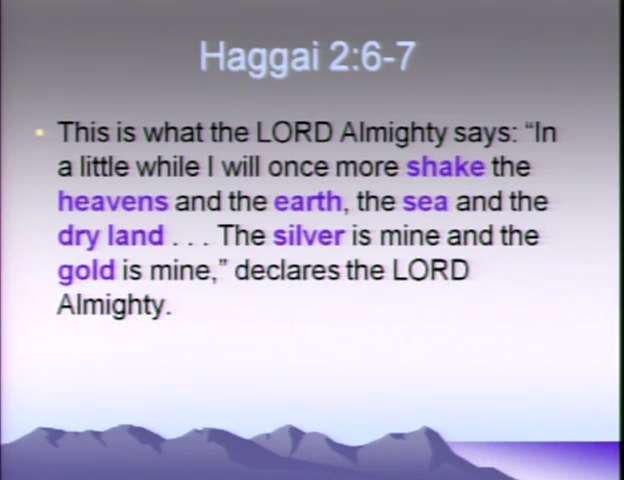 Haggai 2:6-7
• This is what the LORD Almighty says: “In
a little while I will once more shake the
heavens and the earth, the sea and the
dry land . . . The silver is mine and the
gold is mine,” declares the LORD
Almighty.